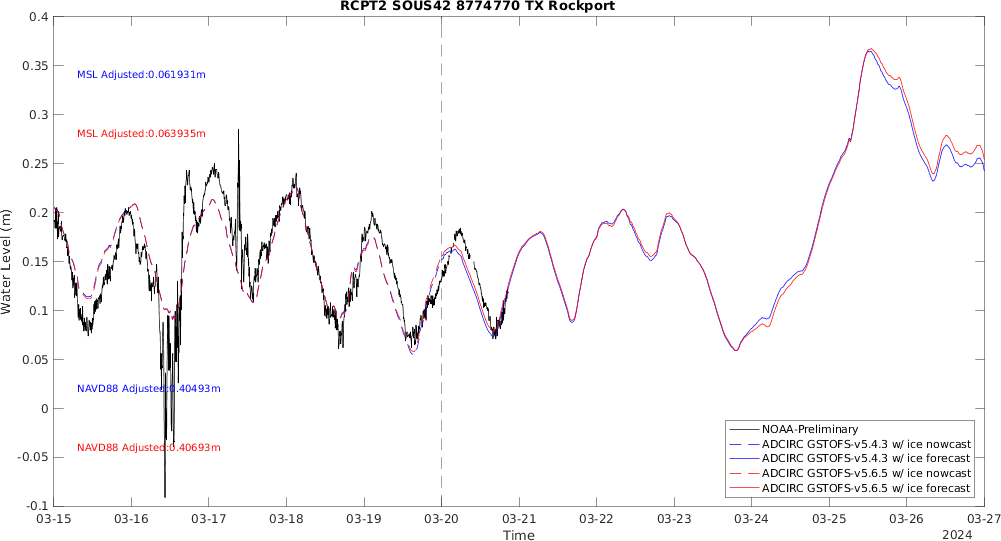 RCPT2 SOUS42 8774770 TX Rockport
0.4
0.35
0.3
0.25
0.2
0.15
0.1
0.05
0
-0.05
-0.1
Water Level (m)
MSL Adjusted:0.061931m
MSL Adjusted:0.063935m
NAVD88 Adjusted:0.40493m
NAVD88 Adjusted:0.40693m
NOAA-Preliminary
ADCIRC GSTOFS-v5.4.3 w/ ice nowcast
ADCIRC GSTOFS-v5.4.3 w/ ice forecast
ADCIRC GSTOFS-v5.6.5 w/ ice nowcast
ADCIRC GSTOFS-v5.6.5 w/ ice forecast
03-15 03-16 03-17 03-18 03-19 03-20 03-21 03-22 03-23 03-24 03-25 03-26 03-27
Time
2024